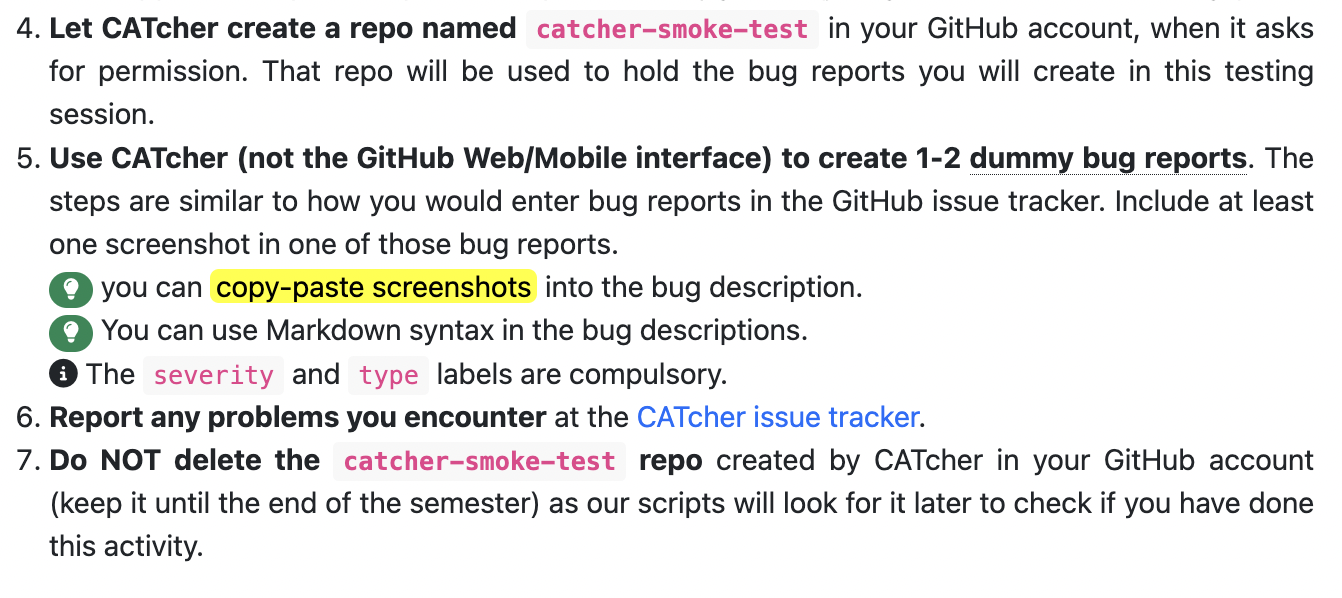 4. Let CATcher create a repo named catcher-smoke-test in your GitHub account, when it asks
for permission. That repo will be used to hold the bug reports you will create in this testing
session.
5. Use CATcher (not the GitHub Web/Mobile interface) to create 1-2 dummy bug reports. The
steps are similar to how you would enter bug reports in the GitHub issue tracker. Include at least
one screenshot in one of those bug reports.
you can copy-paste screenshots into the bug description.
You can use Markdown syntax in the bug descriptions.
The severity and type labels are compulsory.
6. Report any problems you encounter at the CATcher issue tracker.
7. Do NOT delete the catcher-smoke-test repo created by CATcher in your GitHub account
(keep it until the end of the semester) as our scripts will look for it later to check if you have done
this activity.